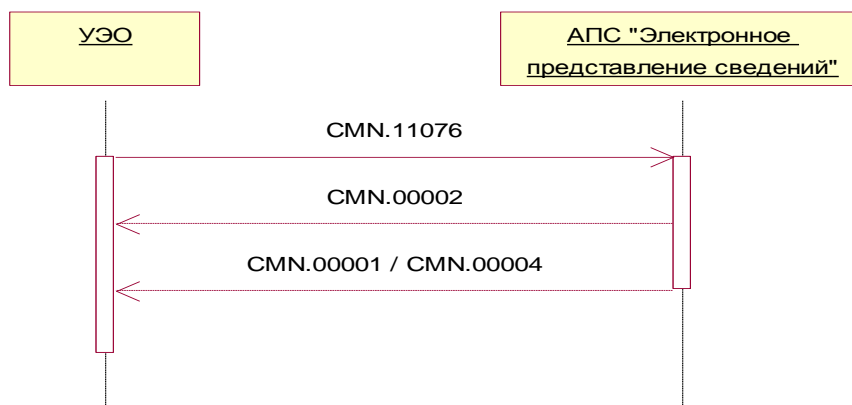 УЭО
АПС "Электронное
представление сведений"
CMN.11076
CMN.00002
CMN.00001 / CMN.00004